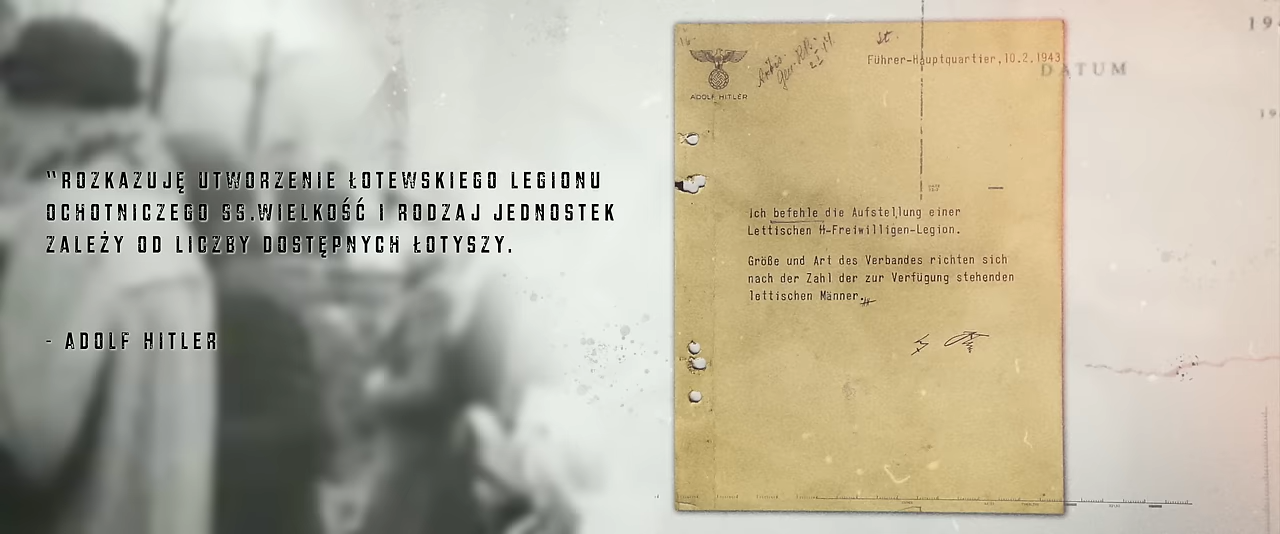 "ROZKAZUJĘ UTWORZENIE ŁOTEWSKIEGO LEGIONU
OCHOTNICZEGO SS.WIELKOŚĆ I RODZAJ JEDNOSTEK
ZALEŻY OD LICZBY DOSTĘPNYCH ŁOTYSZY.
- ADOLF HITLER
ADOLF HITLER
Führer-Hauptquartier,10.2.1943
DATUM
Ich befehle die Aufstellung einer
Lettischen SS-Freiwilligen-Legion.
Größe und Art des Verbandes richten sich
nach der Zahl der zur Verfügung stehenden
lettischen Männer.